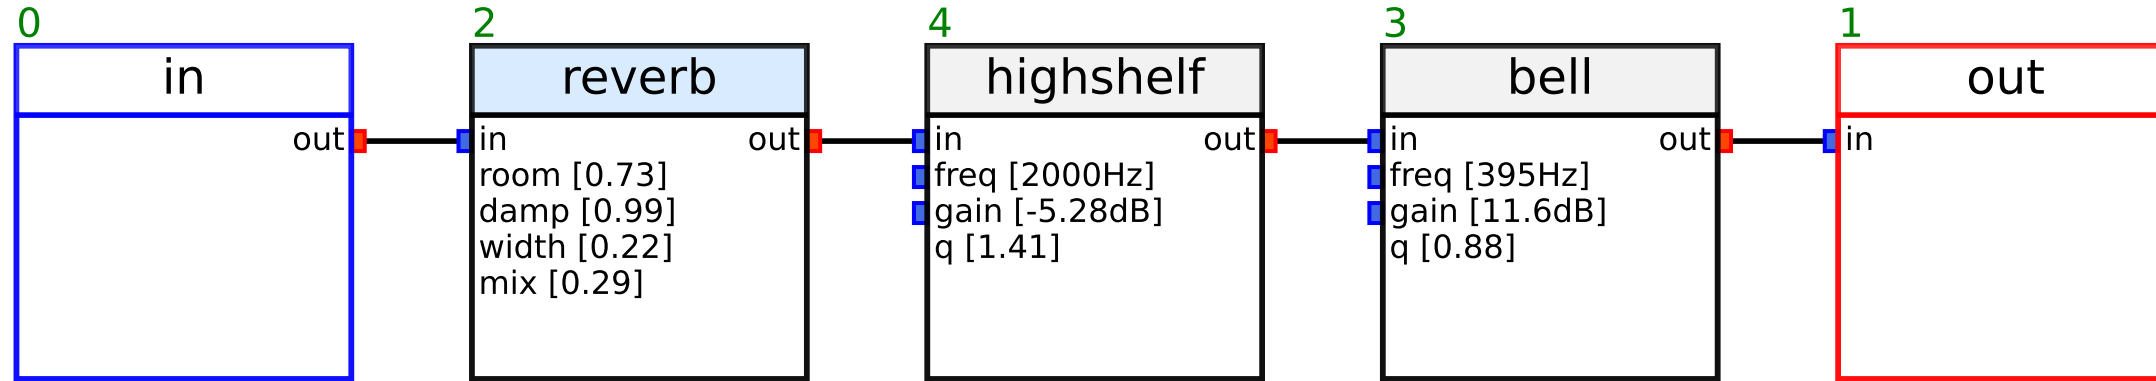 0
in
out
2
reverb
in out
room [0.73]
damp [0.99]
width [0.22]
mix [0.29]
4
highshelf
in out
freq [2000Hz]
gain [-5.28dB]
q [1.41]
3
bell
in out
freq [395Hz]
gain [11.6dB]
q [0.88]
1
out
in